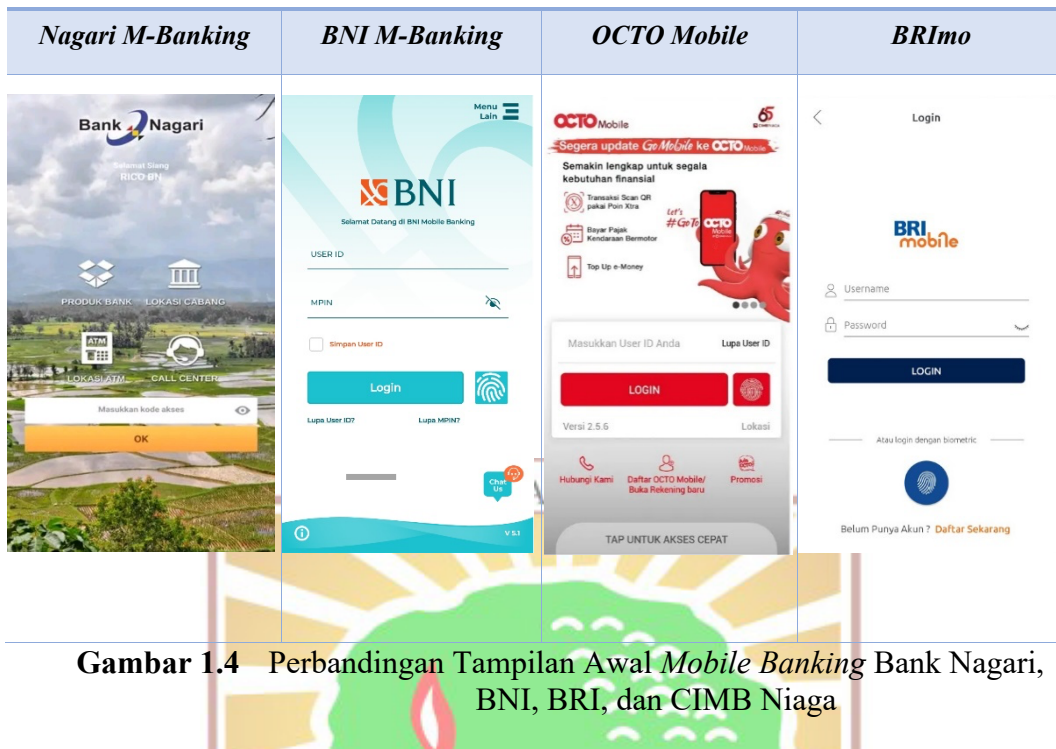 Nagari M-Banking
BNI M-Banking
OCTO Mobile
BRImo
Bank Nagari
Selamat Siang
RICO BN
PRODUK BANK
LOKASI CABANG
ATM
LOKASI ATM
CALL CENTER
Masukkan kode akses
OK
Menu
Lain
BNI
Selamat Datang di BNI Mobile Banking
USER ID
MPIN
Simpan User ID
Login
Lupa User ID?
Lupa MPIN?
Chat
Us
V 5.1
OCTO Mobile
65
Segera update Go Mobile ke OCTO Mobile
Semakin lengkap untuk segala
kebutuhan finansial
Transaksi Scan QR
pakai Poin Xtra
Bayar Pajak
Kendaraan Bermotor
Top Up e-Money
Let's
#GoTo
OCTO
Mobile
Masukkan User ID Anda
Lupa User ID
LOGIN
Versi 2.5.6
Lokasi
Hubungi Kami
Daftar OCTO Mobile/
Buka Rekening baru
Promosi
TAP UNTUK AKSES CEPAT
Login
BRI
mobile
Username
Password
LOGIN
Atau login dengan biometric
Belum Punya Akun ? Daftar Sekarang
Gambar 1.4 Perbandingan Tampilan Awal Mobile Banking Bank Nagari,
BNI, BRI, dan CIMB Niaga